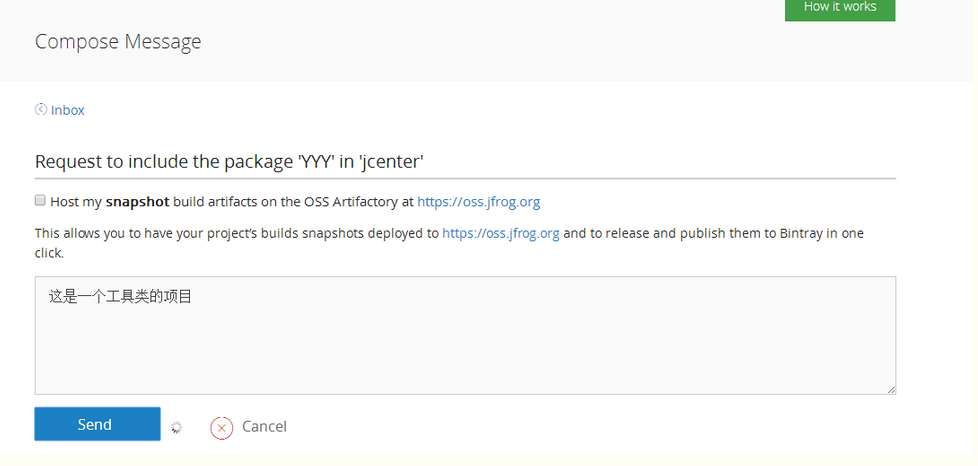 How it works
Compose Message
Inbox
Request to include the package 'YYY' in 'jcenter'
Host my snapshot build artifacts on the OSS Artifactory at https://oss.jfrog.org
This allows you to have your project's builds snapshots deployed to https://oss.jfrog.org and to release and publish them to Bintray in one
click.
这是一个工具类的项目
Send
Cancel